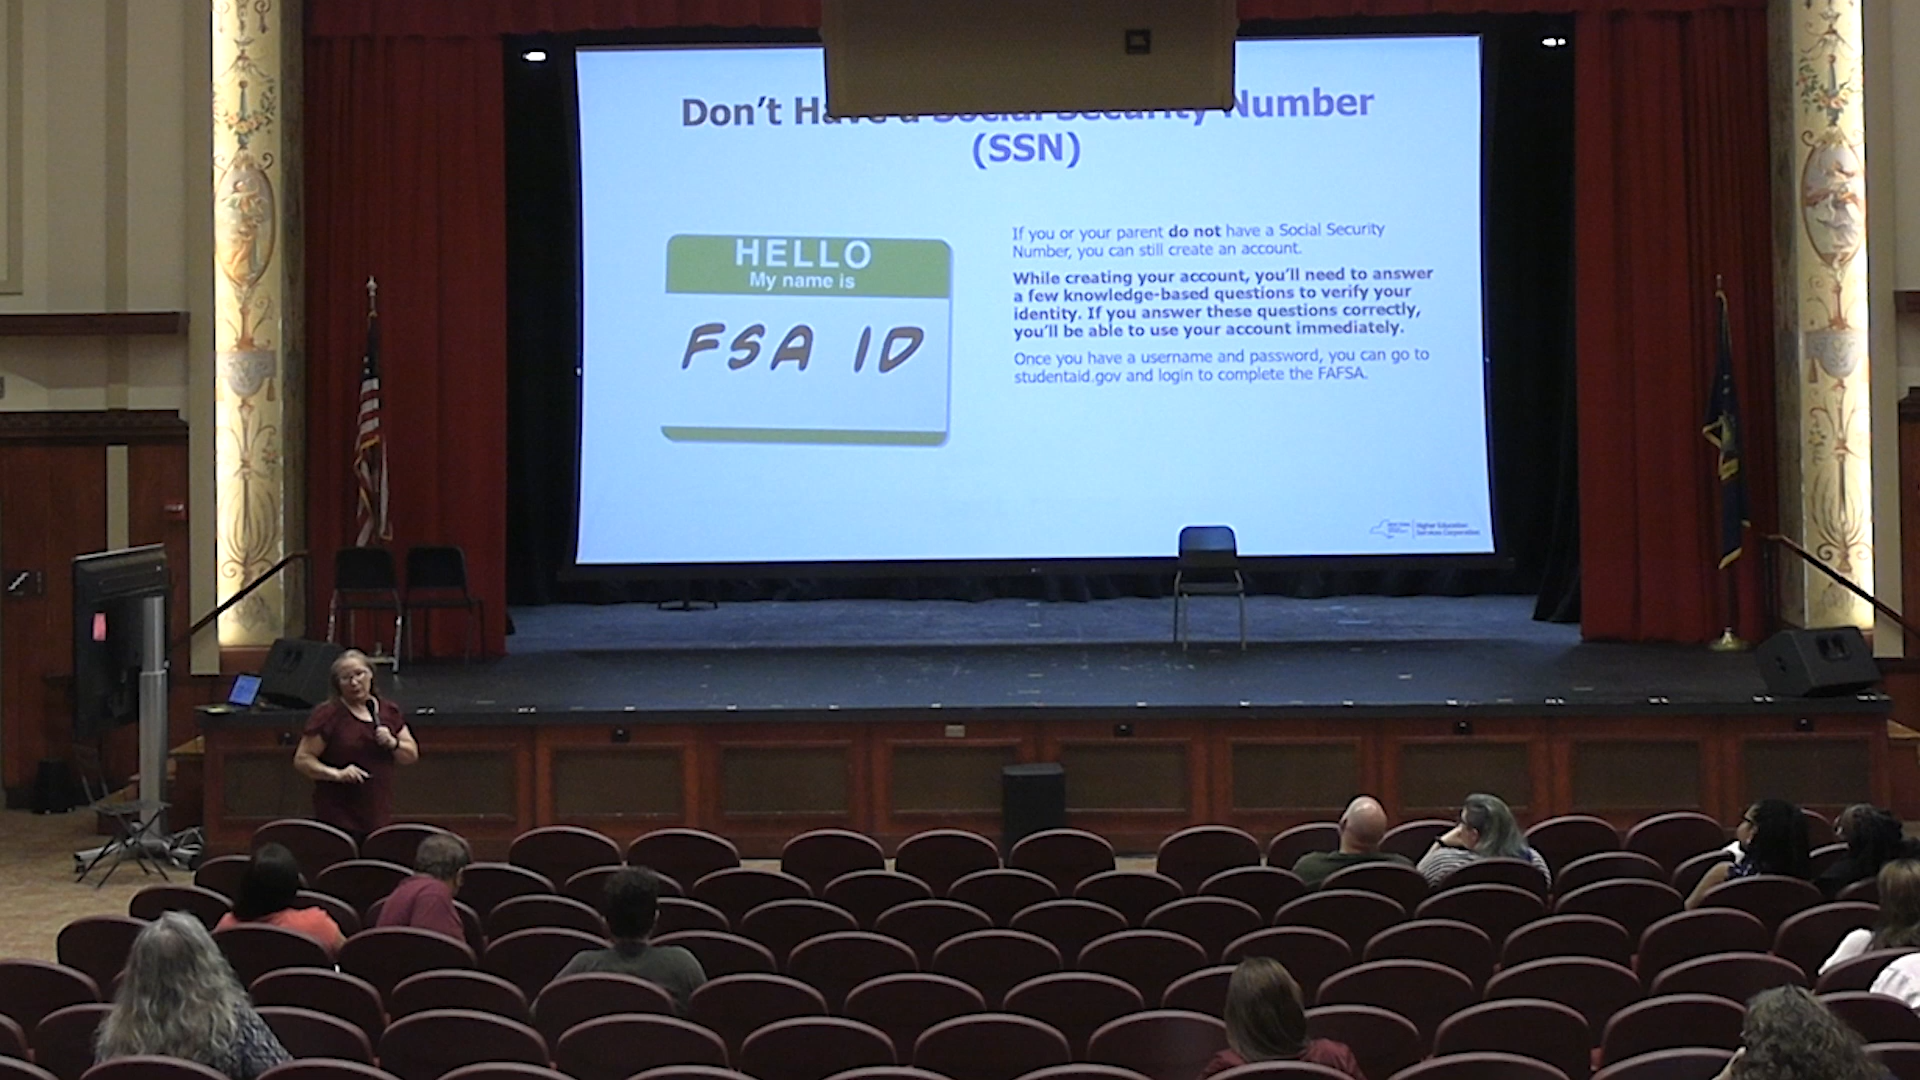 Don't Have a Social Security Number
(SSN)
HELLO
My name is
FSA ID
If you or your parent do not have a Social Security
Number, you can still create an account.
While creating your account, you'll need to answer
a few knowledge-based questions to verify your
identity. If you answer these questions correctly,
you'll be able to use your account immediately.
Once you have a username and password, you can go to
studentaid.gov and login to complete the FAFSA.
Higher Education
Services Corporation